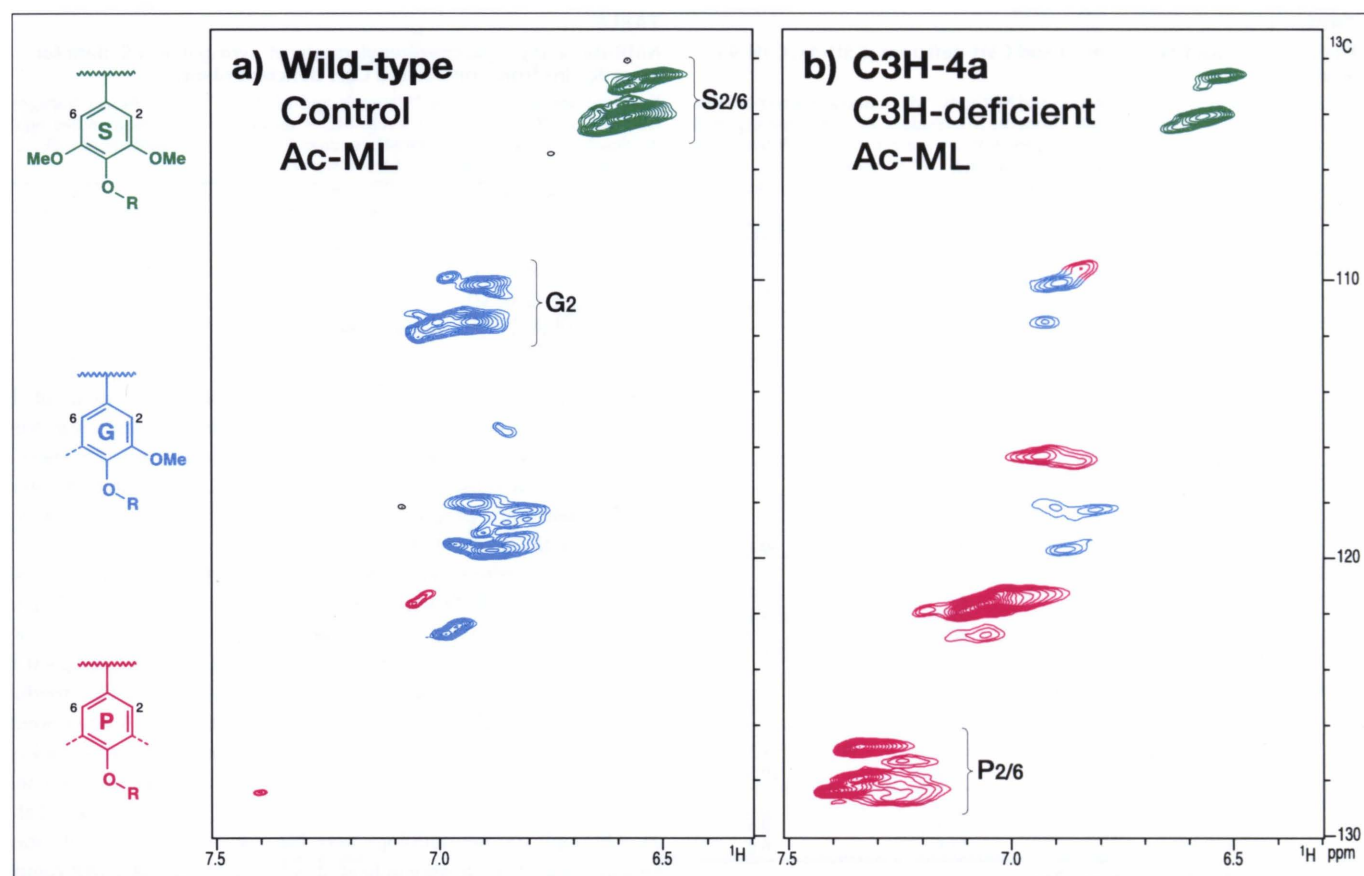 a) Wild-type
Control
Ac-ML
S2/6
G2
7.5 7.0 6.5 1H
b) C3H-4a
C3H-deficient
Ac-ML
P2/6
13C
110
120
130
7.5 7.0 6.5 1H ppm
6 2
S
MeO OMe
O
R
6 2
G
OMe
O
R
6 2
P
O
R